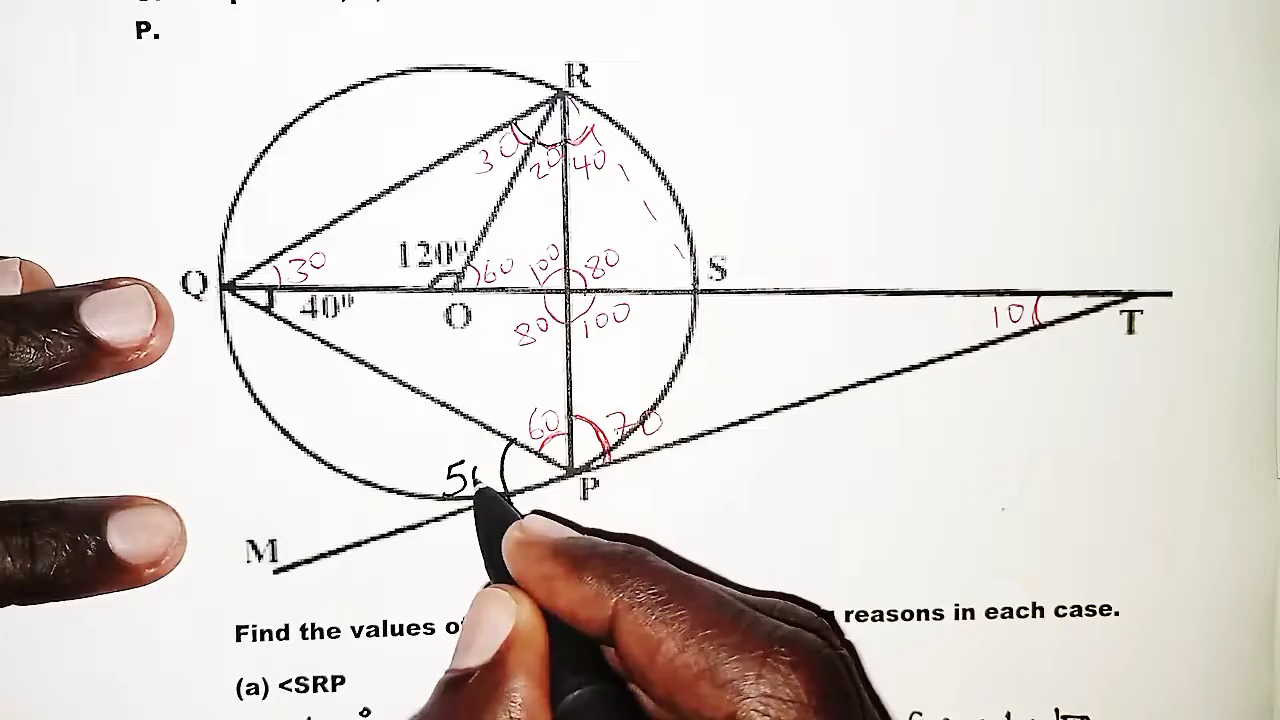 P.
R
30
20
40
120°
100
80
60
30
Q
S
40°
O
80
100
10
T
60
70
5
P
M
Find the values
reasons in each case.
(a) <SRP